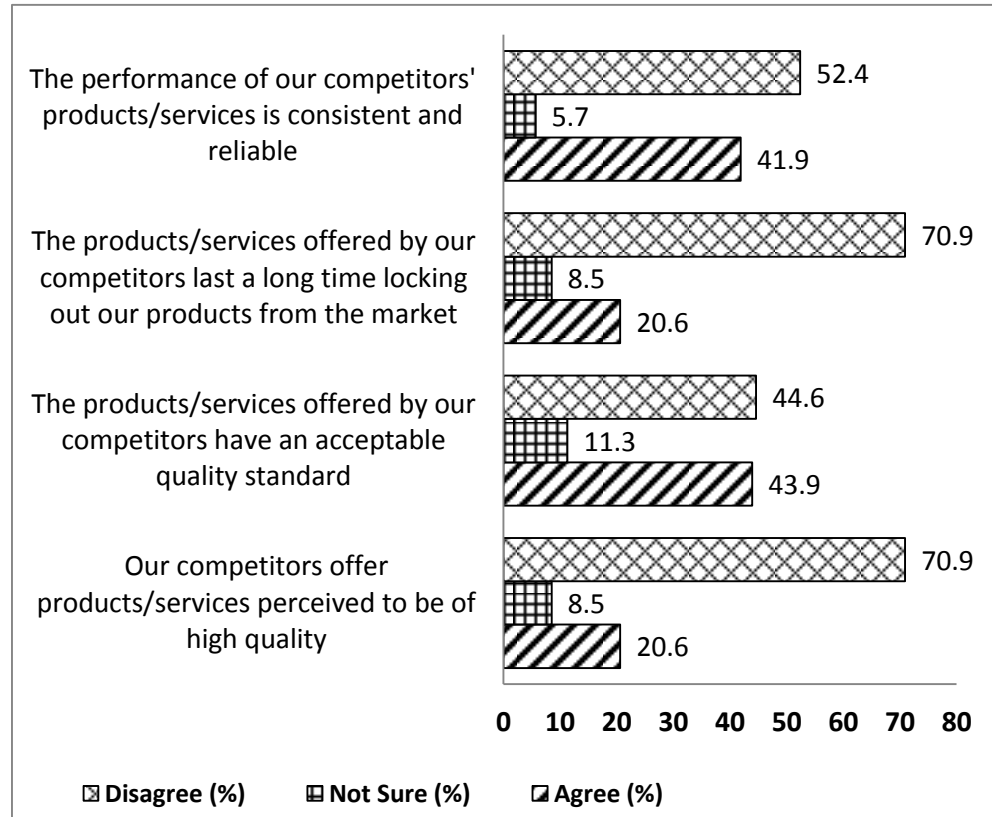 The performance of our competitors'
products/services is consistent and
reliable
52.4
5.7
41.9
The products/services offered by our
competitors last a long time locking
out our products from the market
70.9
8.5
20.6
The products/services offered by our
competitors have an acceptable
quality standard
44.6
11.3
43.9
Our competitors offer
products/services perceived to be of
high quality
70.9
8.5
20.6
0 10 20 30 40 50 60 70 80
Disagree (%) Not Sure (%) Agree (%)